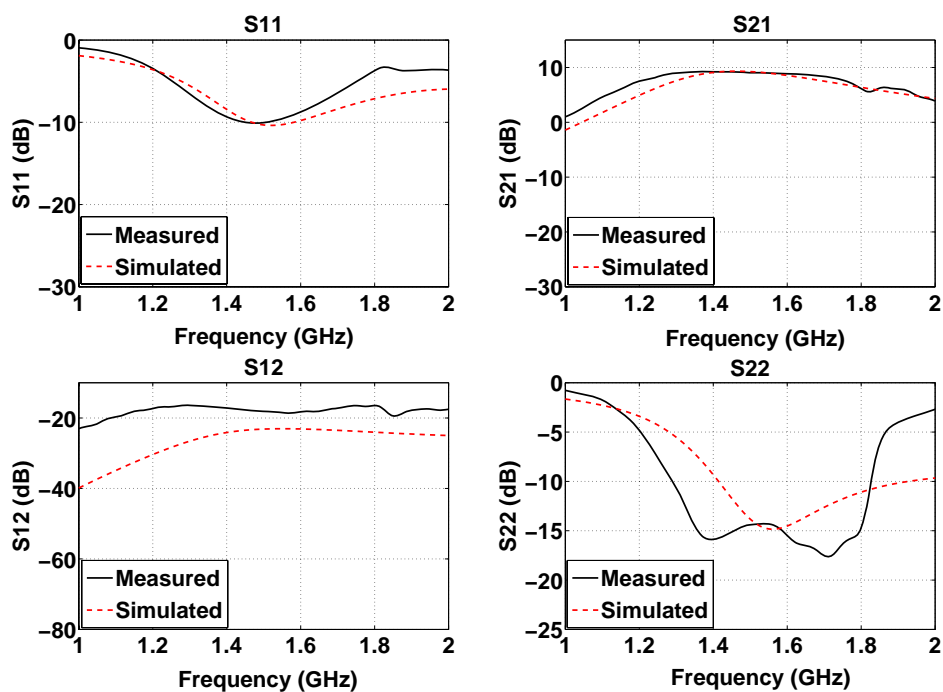 S11
0
−10
−20
−30
S11 (dB)
Measured
Simulated
1 1.2 1.4 1.6 1.8 2
Frequency (GHz)
S21
10
0
−10
−20
−30
S21 (dB)
Measured
Simulated
1 1.2 1.4 1.6 1.8 2
Frequency (GHz)
S12
−20
−40
−60
−80
S12 (dB)
Measured
Simulated
1 1.2 1.4 1.6 1.8 2
Frequency (GHz)
S22
0
−5
−10
−15
−20
−25
S22 (dB)
Measured
Simulated
1 1.2 1.4 1.6 1.8 2
Frequency (GHz)